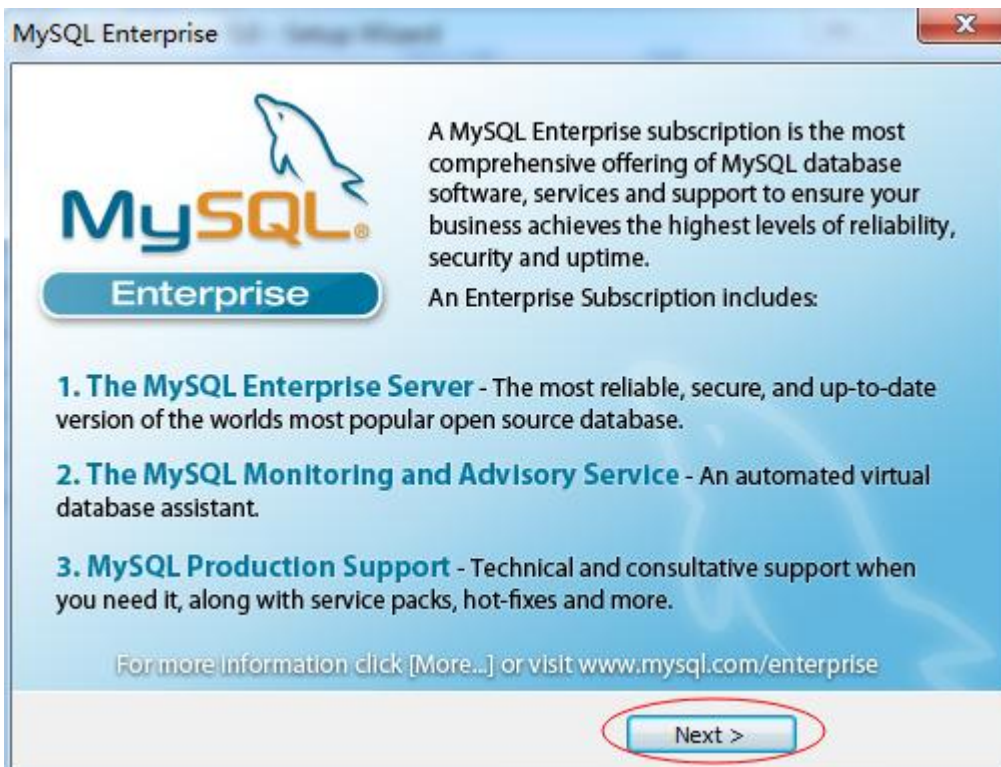 MySQL Enterprise
A MySQL Enterprise subscription is the most
comprehensive offering of MySQL database
software, services and support to ensure your
business achieves the highest levels of reliability,
security and uptime.
An Enterprise Subscription includes:
MySQL®
Enterprise
1. The MySQL Enterprise Server - The most reliable, secure, and up-to-date
version of the worlds most popular open source database.
2. The MySQL Monitoring and Advisory Service - An automated virtual
database assistant.
3. MySQL Production Support - Technical and consultative support when
you need it, along with service packs, hot-fixes and more.
For more information click [More...] or visit www.mysql.com/enterprise
Next >